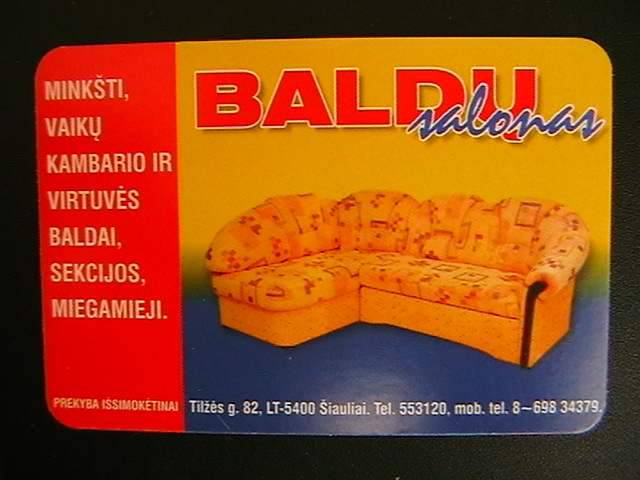 MINKŠTI,
VAIKŲ
KAMBARIO IR
VIRTUVĖS
BALDAI,
SEKCIJOS,
MIEGAMIEJI.
PREKYBA IŠSIMOKĖTINAI
BALDŲ
salonas
Tilžės g. 82, LT-5400 Šiauliai. Tel. 553120, mob. tel. 8~698 34379.